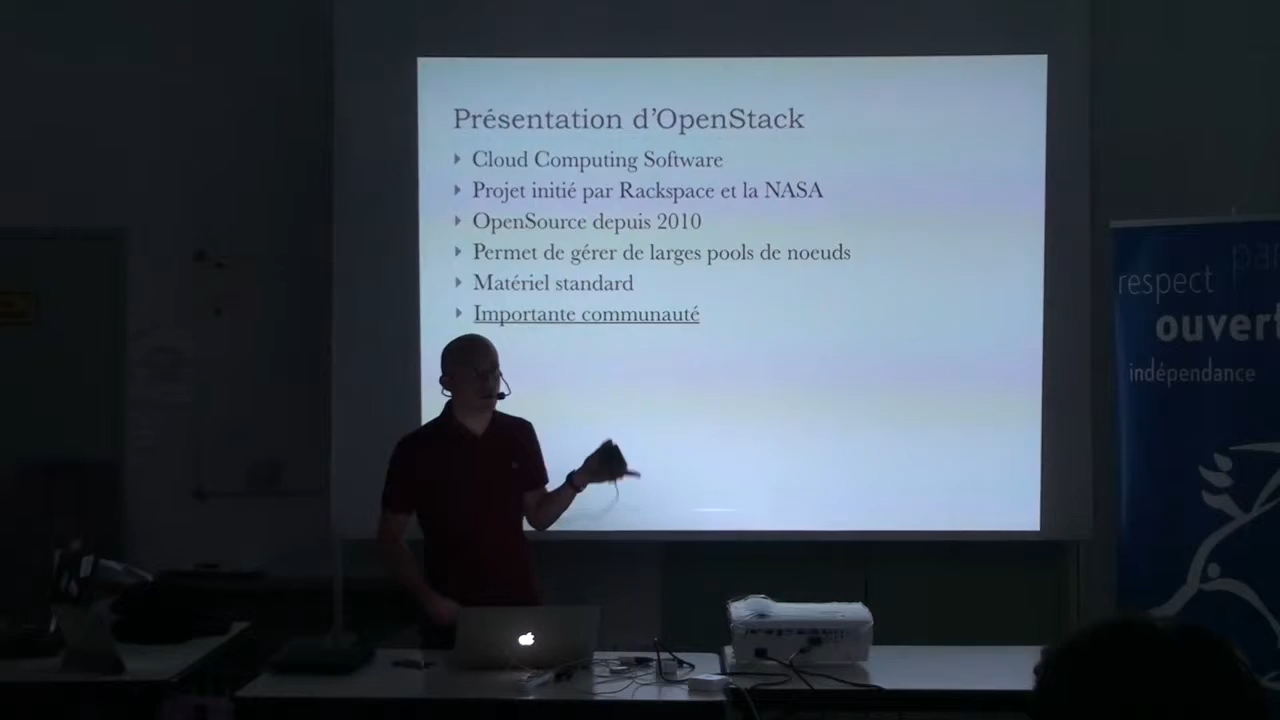 Présentation d'OpenStack
Cloud Computing Software
Projet initié par Rackspace et la NASA
OpenSource depuis 2010
Permet de gérer de larges pools de noeuds
Matériel standard
Importante communauté
respect
indépendance